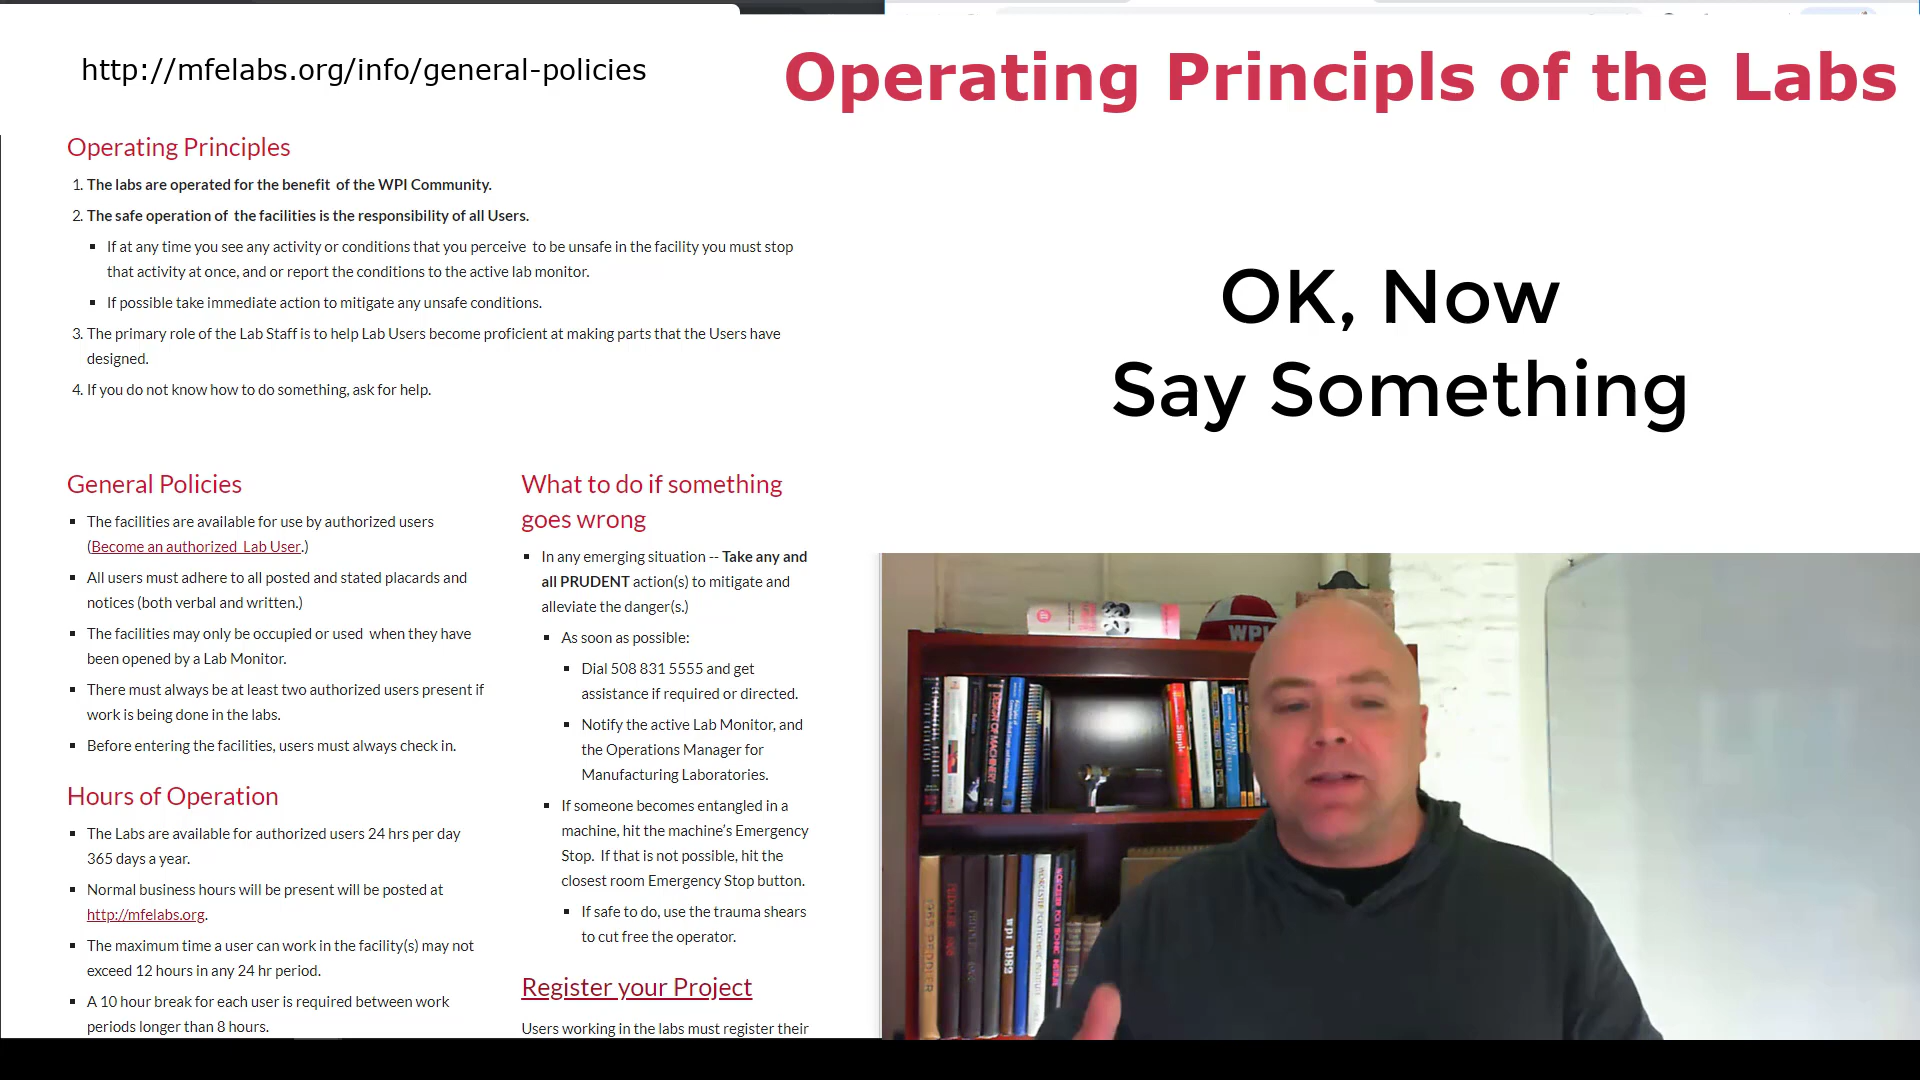 http://mfelabs.org/info/general-policies
Operating Principls of the Labs
Operating Principles
1. The labs are operated for the benefit of the WPI Community.
2. The safe operation of the facilities is the responsibility of all Users.
If at any time you see any activity or conditions that you perceive to be unsafe in the facility you must stop
that activity at once, and or report the conditions to the active lab monitor.
If possible take immediate action to mitigate any unsafe conditions.
3. The primary role of the Lab Staff is to help Lab Users become proficient at making parts that the Users have
designed.
4. If you do not know how to do something, ask for help.
OK, Now
Say Something
General Policies
The facilities are available for use by authorized users
(Become an authorized Lab User.)
All users must adhere to all posted and stated placards and
notices (both verbal and written.)
The facilities may only be occupied or used when they have
been opened by a Lab Monitor.
There must always be at least two authorized users present if
work is being done in the labs.
Before entering the facilities, users must always check in.
Hours of Operation
The Labs are available for authorized users 24 hrs per day
365 days a year.
Normal business hours will be present will be posted at
http://mfelabs.org.
The maximum time a user can work in the facility(s) may not
exceed 12 hours in any 24 hr period.
A 10 hour break for each user is required between work
periods longer than 8 hours.
What to do if something
goes wrong
In any emerging situation -- Take any and
all PRUDENT action(s) to mitigate and
alleviate the danger(s.)
As soon as possible:
Dial 508 831 5555 and get
assistance if required or directed.
Notify the active Lab Monitor, and
the Operations Manager for
Manufacturing Laboratories.
If someone becomes entangled in a
machine, hit the machine's Emergency
Stop. If that is not possible, hit the
closest room Emergency Stop button.
If safe to do, use the trauma shears
to cut free the operator.
Register your Project
Users working in the labs must register their
WPI
DESIGN OF MACHINERY
Simple
WPI 1982
WORCESTER POLYTECHNIC INSTITUTE